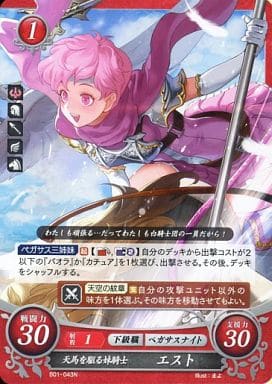 1
わた！も頑張る…だってわた！も白騎士団の一員だから！
ペガサス三姉妹 自分のデッキから出撃コストが2
以下の『パオラ』か『カチュア』を1枚選び、出撃させる。その後、デッキ
をシャッフルする。
天空の紋章 支 自分の攻撃ユニット以外の
味方を1体選ぶ。その味方を移動させてもよい。
戦闘力
30
射程 1 下級職 ペガサスナイト
支援力
30
天馬を駆る妹騎士 エスト
B01-043N
Illust:まよ